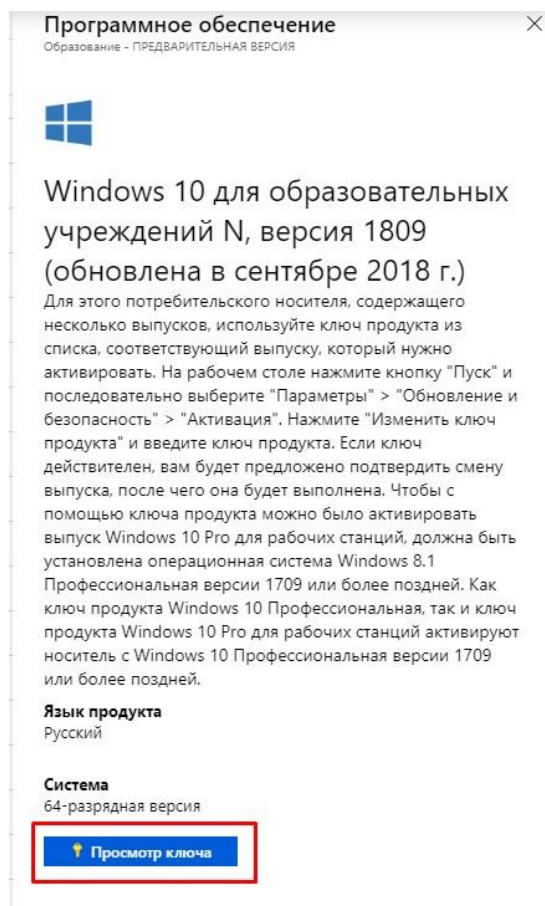 Программное обеспечение
Образование - ПРЕДВАРИТЕЛЬНАЯ ВЕРСИЯ
Windows 10 для образовательных
учреждений N, версия 1809
(обновлена в сентябре 2018 г.)
Для этого потребительского носителя, содержащего
несколько выпусков, используйте ключ продукта из
списка, соответствующий выпуску, который нужно
активировать. На рабочем столе нажмите кнопку "Пуск" и
последовательно выберите "Параметры" > "Обновление и
безопасность" > "Активация". Нажмите "Изменить ключ
продукта" и введите ключ продукта. Если ключ
действителен, вам будет предложено подтвердить смену
выпуска, после чего она будет выполнена. Чтобы с
помощью ключа продукта можно было активировать
выпуск Windows 10 Pro для рабочих станций, должна быть
установлена операционная система Windows 8.1
Профессиональная версии 1709 или более поздней. Как
ключ продукта Windows 10 Профессиональная, так и ключ
продукта Windows 10 Pro для рабочих станций активируют
носитель с Windows 10 Профессиональная версии 1709
или более поздней.
Язык продукта
Русский
Система
64-разрядная версия
Просмотр ключа